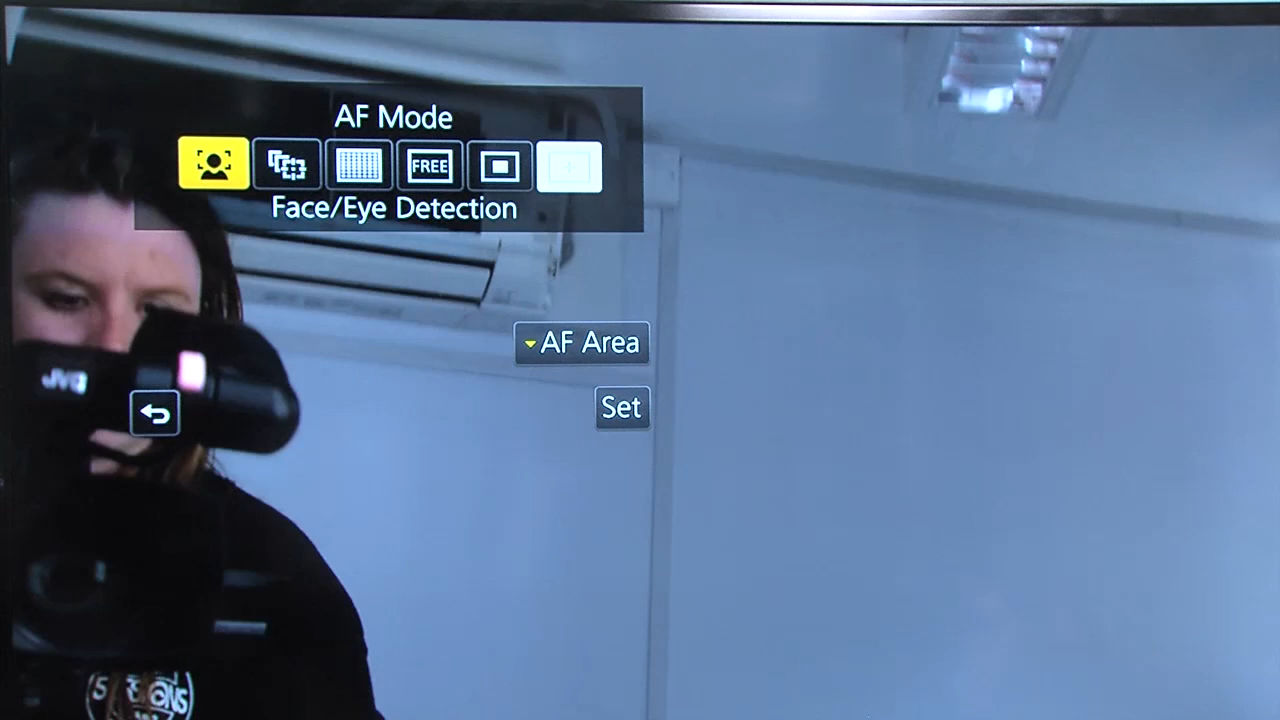 AF Mode
FREE
Face/Eye Detection
AF Area
Set
JVC